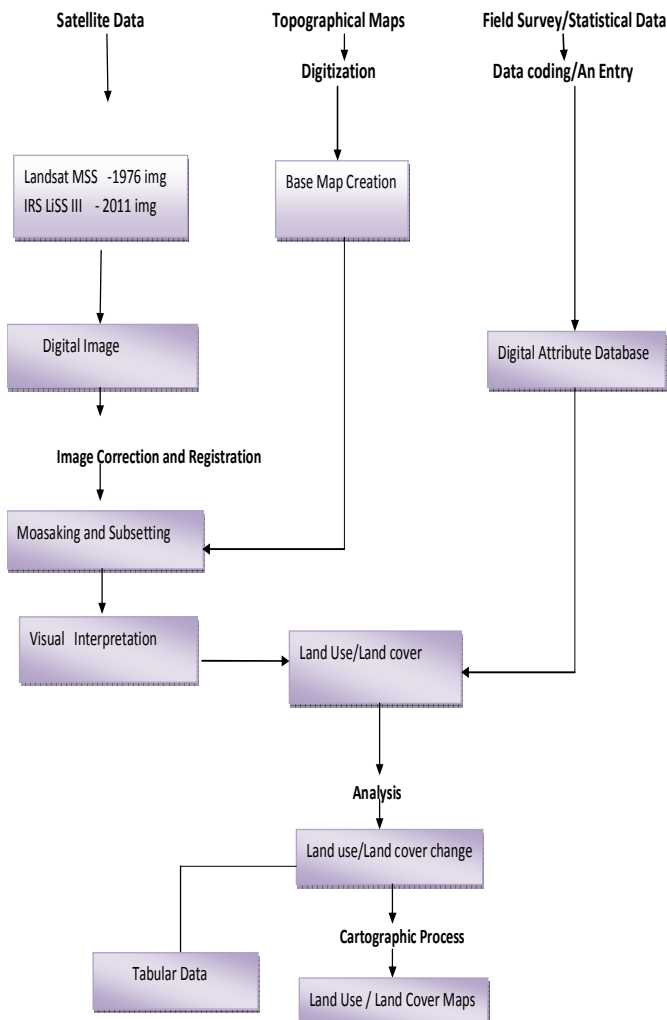 Satellite Data
Topographical Maps
Field Survey/Statistical Data
Digitization
Data coding/An Entry
Landsat MSS -1976 img
IRS LiSS III - 2011 img
Base Map Creation
Digital Image
Digital Attribute Database
Image Correction and Registration
Moasaking and Subsetting
Visual Interpretation
Land Use/Land cover
Analysis
Land use/Land cover change
Cartographic Process
Tabular Data
Land Use / Land Cover Maps